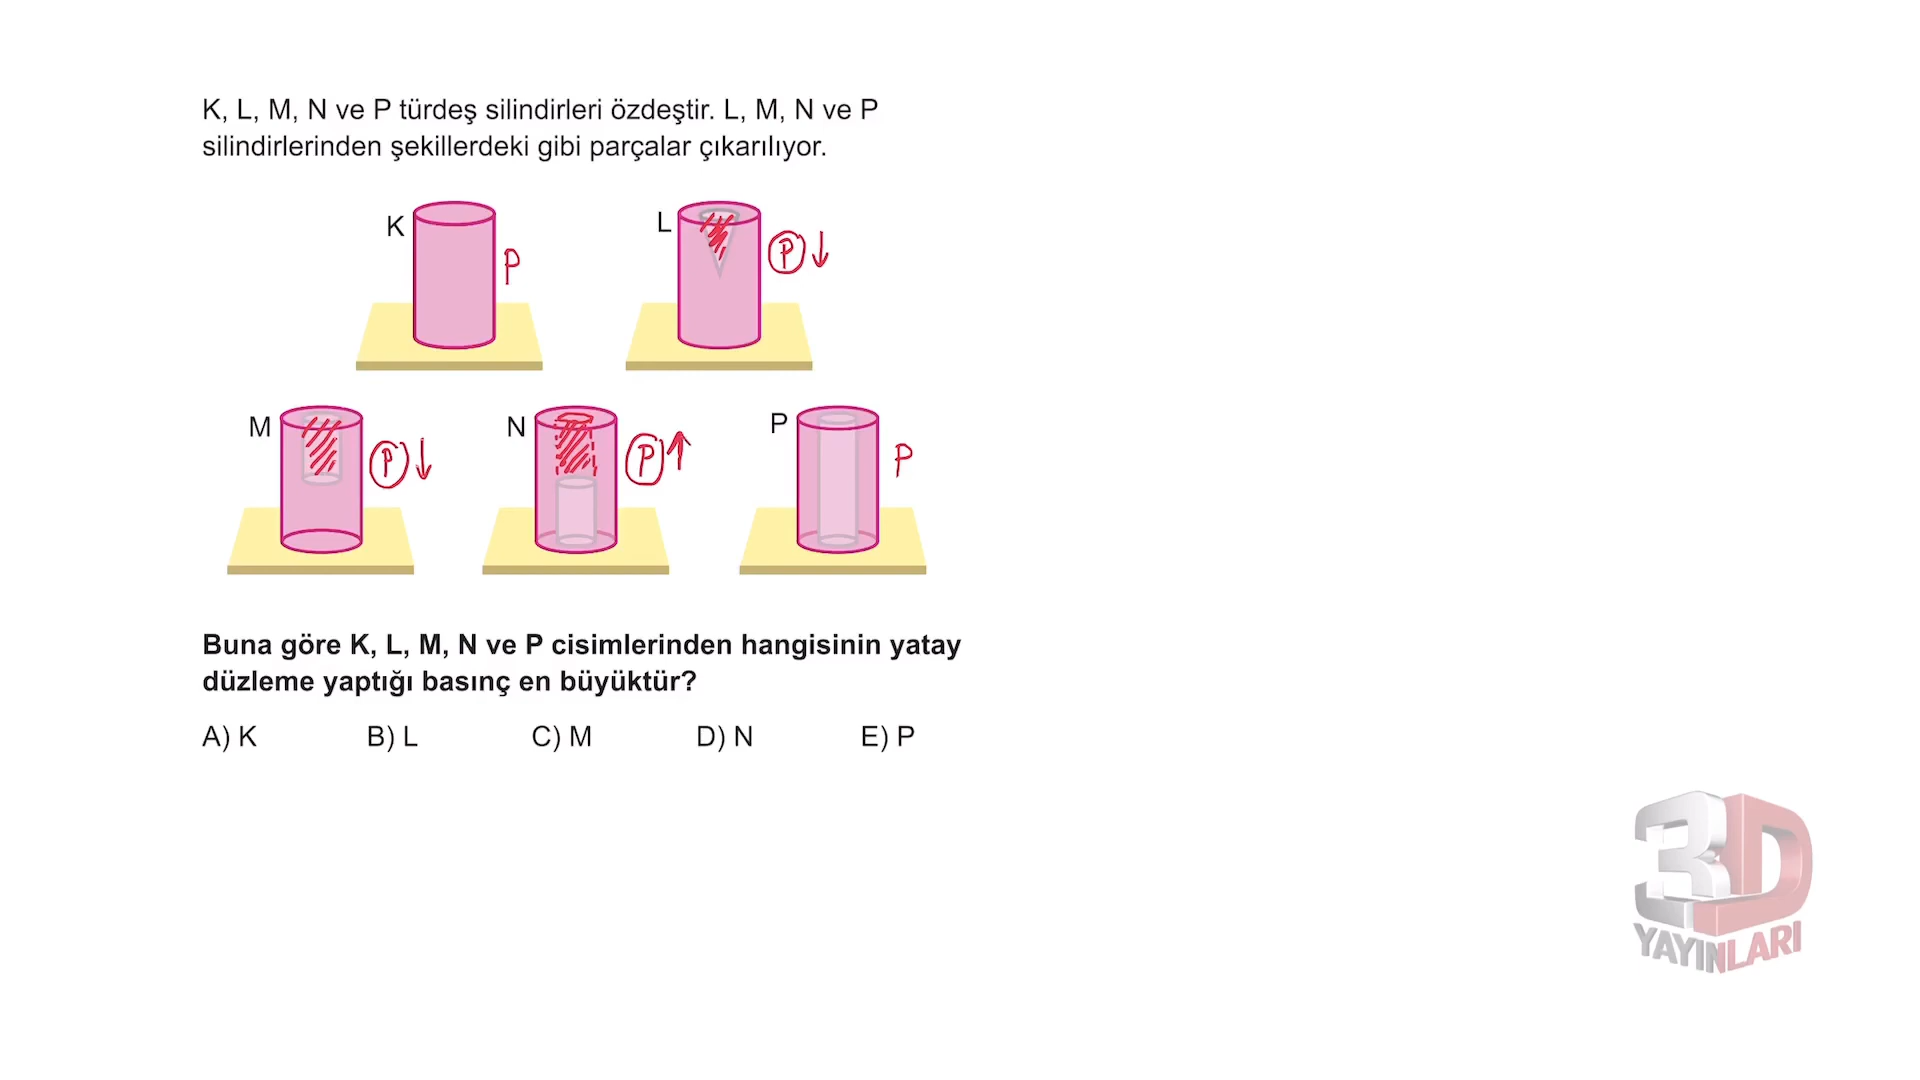 K, L, M, N ve P türdeş silindirleri özdeştir. L, M, N ve P
silindirlerinden şekillerdeki gibi parçalar çıkarılıyor.
K
P
L
P↓
M
P↓
N
P↑
P
P
Buna göre K, L, M, N ve P cisimlerinden hangisinin yatay
düzleme yaptığı basınç en büyüktür?
A) K B) L C) M D) N E) P
3D
YAYINLARI